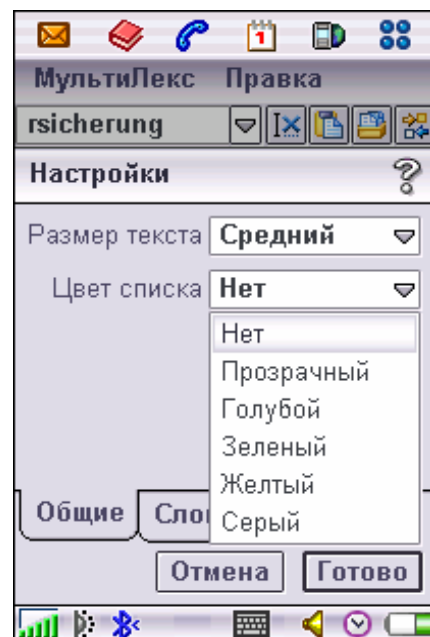 1
МультиЛекс Правка
rsicherung
Настройки
Размер текста Средний
Цвет списка Нет
Нет
Прозрачный
Голубой
Зеленый
Желтый
Серый
Общие
Отмена Готово